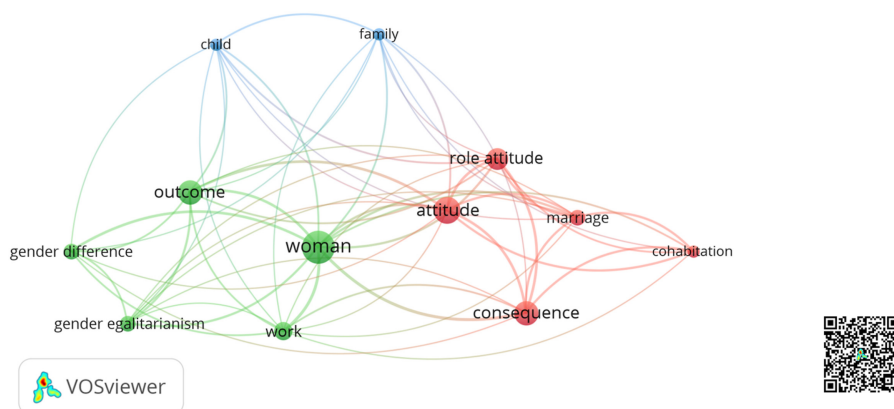 family
child
role attitude
outcome
attitude
marriage
woman
gender difference
cohabitation
consequence
gender egalitarianism
work
VOSviewer